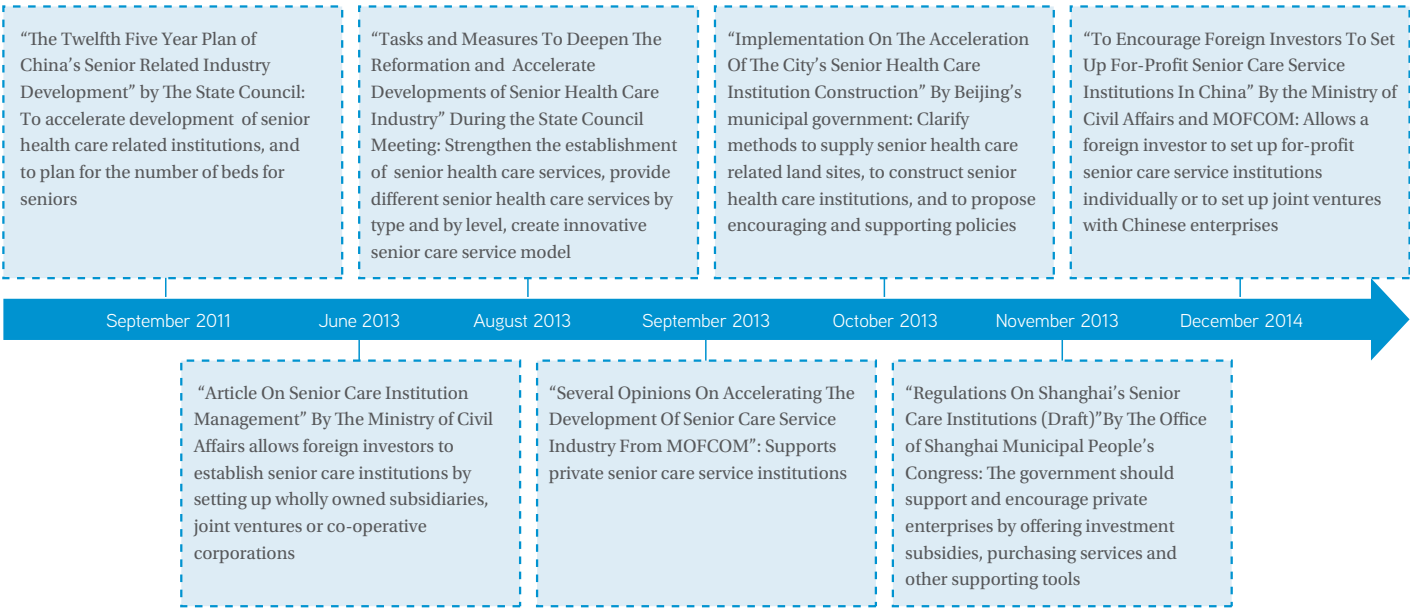 “The Twelfth Five Year Plan of
China’s Senior Related Industry
Development” by The State Council:
To accelerate development of senior
health care related institutions, and
to plan for the number of beds for
seniors
“Tasks and Measures To Deepen The
Reformation and Accelerate
Developments of Senior Health Care
Industry” During the State Council
Meeting: Strengthen the establishment
of senior health care services, provide
different senior health care services by
type and by level, create innovative
senior care service model
“Implementation On The Acceleration
Of The City’s Senior Health Care
Institution Construction” By Beijing’s
municipal government: Clarify
methods to supply senior health care
related land sites, to construct senior
health care institutions, and to propose
encouraging and supporting policies
“To Encourage Foreign Investors To Set
Up For-Profit Senior Care Service
Institutions In China” By the Ministry of
Civil Affairs and MOFCOM: Allows a
foreign investor to set up for-profit
senior care service institutions
individually or to set up joint ventures
with Chinese enterprises
September 2011
June 2013
August 2013
September 2013
October 2013
November 2013
December 2014
“Article On Senior Care Institution
Management” By The Ministry of Civil
Affairs allows foreign investors to
establish senior care institutions by
setting up wholly owned subsidiaries,
joint ventures or co-operative
corporations
“Several Opinions On Accelerating The
Development Of Senior Care Service
Industry From MOFCOM”: Supports
private senior care service institutions
“Regulations On Shanghai’s Senior
Care Institutions (Draft)”By The Office
of Shanghai Municipal People’s
Congress: The government should
support and encourage private
enterprises by offering investment
subsidies, purchasing services and
other supporting tools